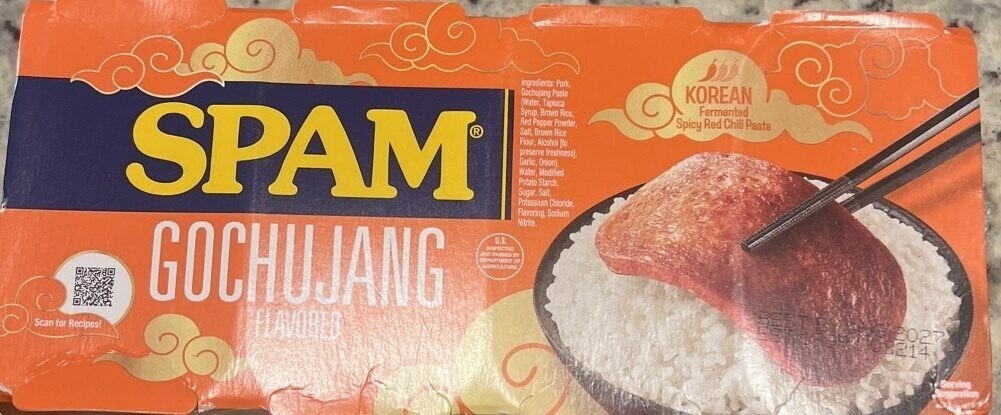 SPAM®
GOCHUJANG
FLAVORED
Scan for Recipes!
Ingredients: Pork,
Gochujang Paste
(Water, Tapioca
Syrup, Brown Rice,
Red Pepper Powder,
Salt, Brown Rice
Flour, Alcohol [to
preserve freshness],
Garlic, Onion),
Water, Modified
Potato Starch,
Sugar, Salt,
Potassium Chloride,
Flavoring, Sodium
Nitrite.
U.S.
INSPECTED
AND PASSED BY
DEPARTMENT OF
AGRICULTURE
KOREAN
Fermented
Spicy Red Chili Paste
2027
214
Serving
Suggestion